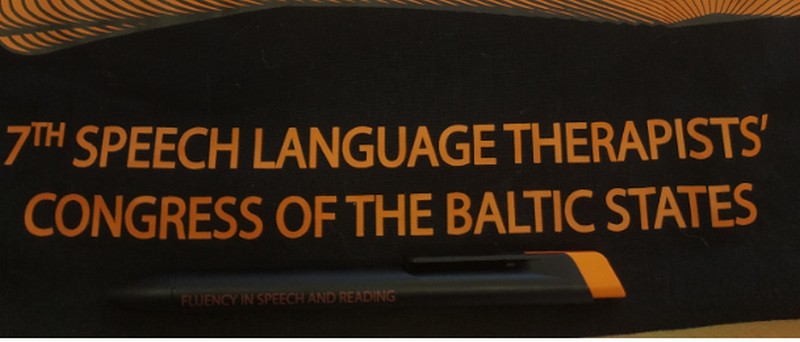 7TH SPEECH LANGUAGE THERAPISTS'
CONGRESS OF THE BALTIC STATES
FLUENCY IN SPEECH AND READING